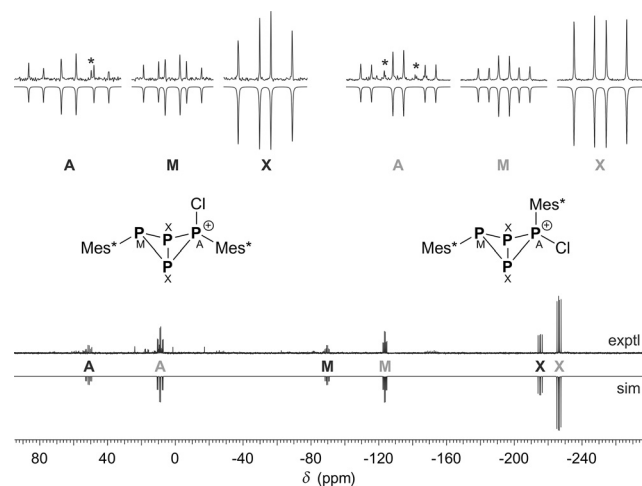 * * *
A M X A M X
Cl Mes*
X ⊕ X ⊕
P P P P P P
Mes* M A Mes* Mes* M A Cl
P P
X X
exptl
A A M M X X
sim
80 40 0 -40 -80 -120 -160 -200 -240
δ (ppm)